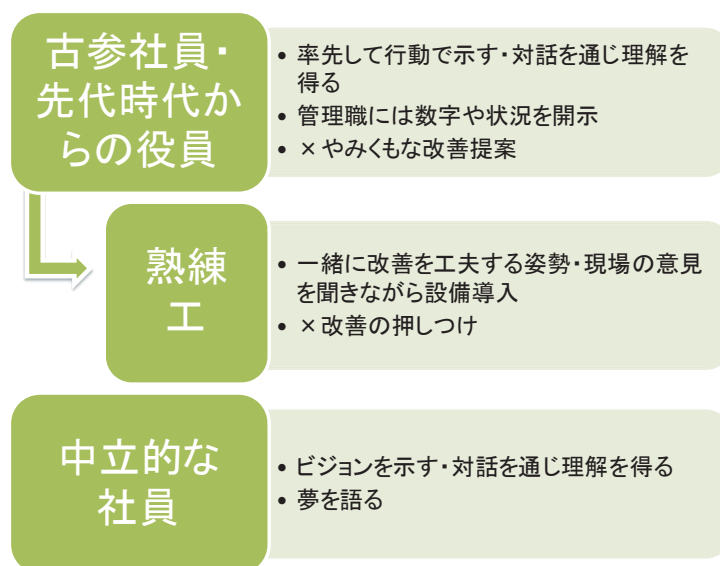 古参社員・
先代時代か
らの役員
• 率先して行動で示す・対話を通じ理解を
得る
• 管理職には数字や状況を開示
• ×やみくもな改善提案
熟練
工
• 一緒に改善を工夫する姿勢・現場の意見
を聞きながら設備導入
• ×改善の押しつけ
中立的な
社員
• ビジョンを示す・対話を通じ理解を得る
• 夢を語る